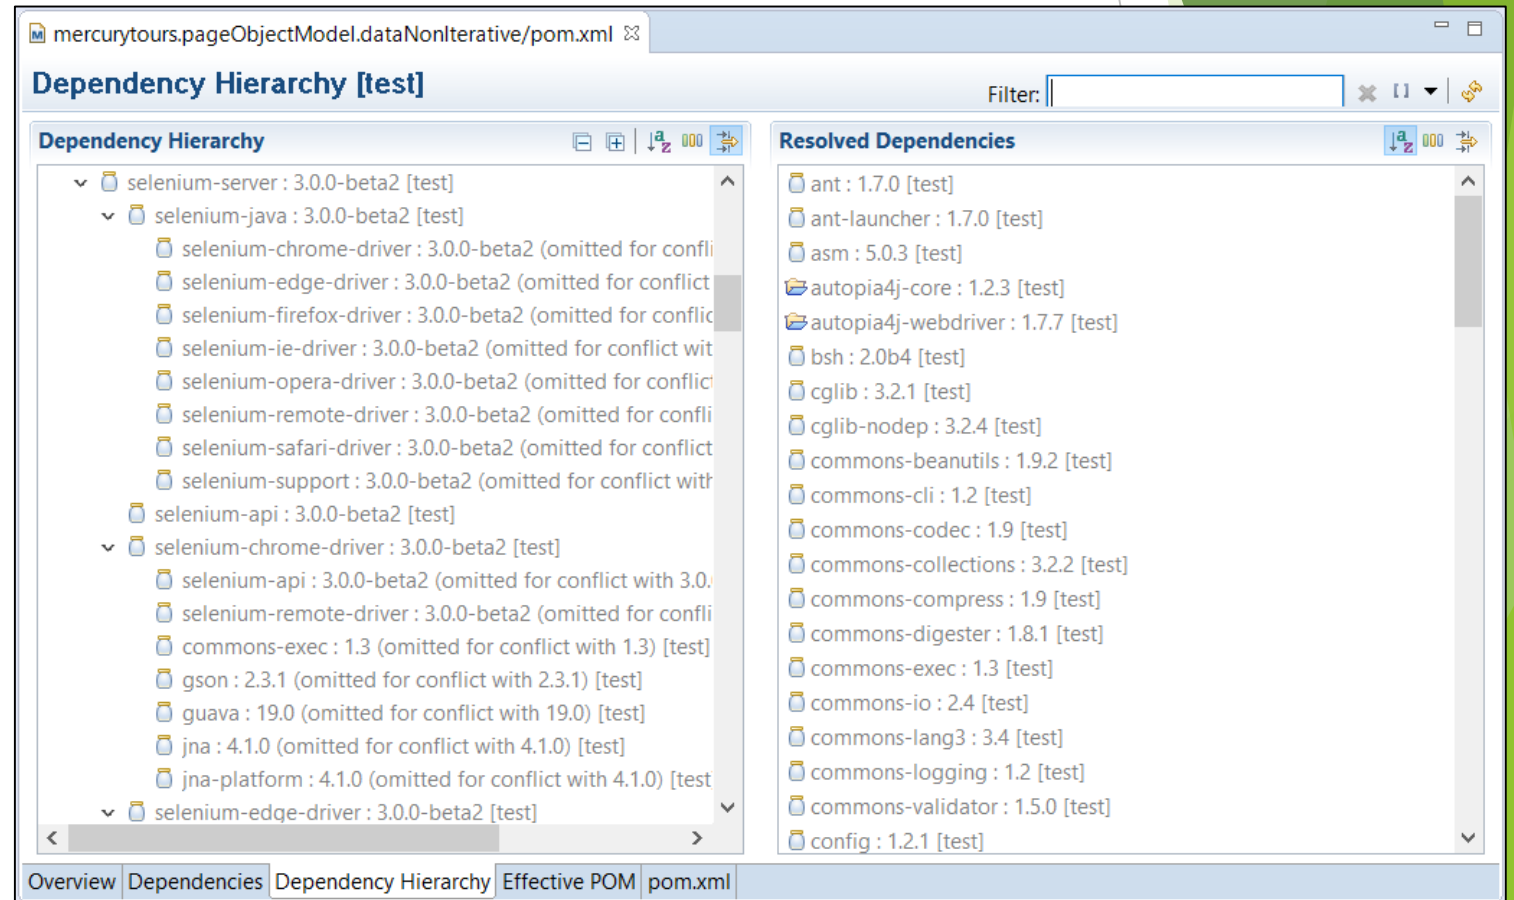 mercurytours.pageObjectModel.dataNonIterative/pom.xml
Dependency Hierarchy [test]
Filter:
Dependency Hierarchy
selenium-server : 3.0.0-beta2 [test]
selenium-java : 3.0.0-beta2 [test]
selenium-chrome-driver : 3.0.0-beta2 (omitted for confli
selenium-edge-driver : 3.0.0-beta2 (omitted for conflict
selenium-firefox-driver : 3.0.0-beta2 (omitted for conflic
selenium-ie-driver : 3.0.0-beta2 (omitted for conflict wit
selenium-opera-driver : 3.0.0-beta2 (omitted for conflict
selenium-remote-driver : 3.0.0-beta2 (omitted for confli
selenium-safari-driver : 3.0.0-beta2 (omitted for conflict
selenium-support : 3.0.0-beta2 (omitted for conflict with
selenium-api : 3.0.0-beta2 [test]
selenium-chrome-driver : 3.0.0-beta2 [test]
selenium-api : 3.0.0-beta2 (omitted for conflict with 3.0.
selenium-remote-driver : 3.0.0-beta2 (omitted for confli
commons-exec : 1.3 (omitted for conflict with 1.3) [test]
gson : 2.3.1 (omitted for conflict with 2.3.1) [test]
guava : 19.0 (omitted for conflict with 19.0) [test]
jna : 4.1.0 (omitted for conflict with 4.1.0) [test]
jna-platform : 4.1.0 (omitted for conflict with 4.1.0) [test
selenium-edge-driver : 3.0.0-beta2 [test]
Resolved Dependencies
ant : 1.7.0 [test]
ant-launcher : 1.7.0 [test]
asm : 5.0.3 [test]
autopia4j-core : 1.2.3 [test]
autopia4j-webdriver : 1.7.7 [test]
bsh : 2.0b4 [test]
cglib : 3.2.1 [test]
cglib-nodep : 3.2.4 [test]
commons-beanutils : 1.9.2 [test]
commons-cli : 1.2 [test]
commons-codec : 1.9 [test]
commons-collections : 3.2.2 [test]
commons-compress : 1.9 [test]
commons-digester : 1.8.1 [test]
commons-exec : 1.3 [test]
commons-io : 2.4 [test]
commons-lang3 : 3.4 [test]
commons-logging : 1.2 [test]
commons-validator : 1.5.0 [test]
config : 1.2.1 [test]
Overview Dependencies Dependency Hierarchy Effective POM pom.xml